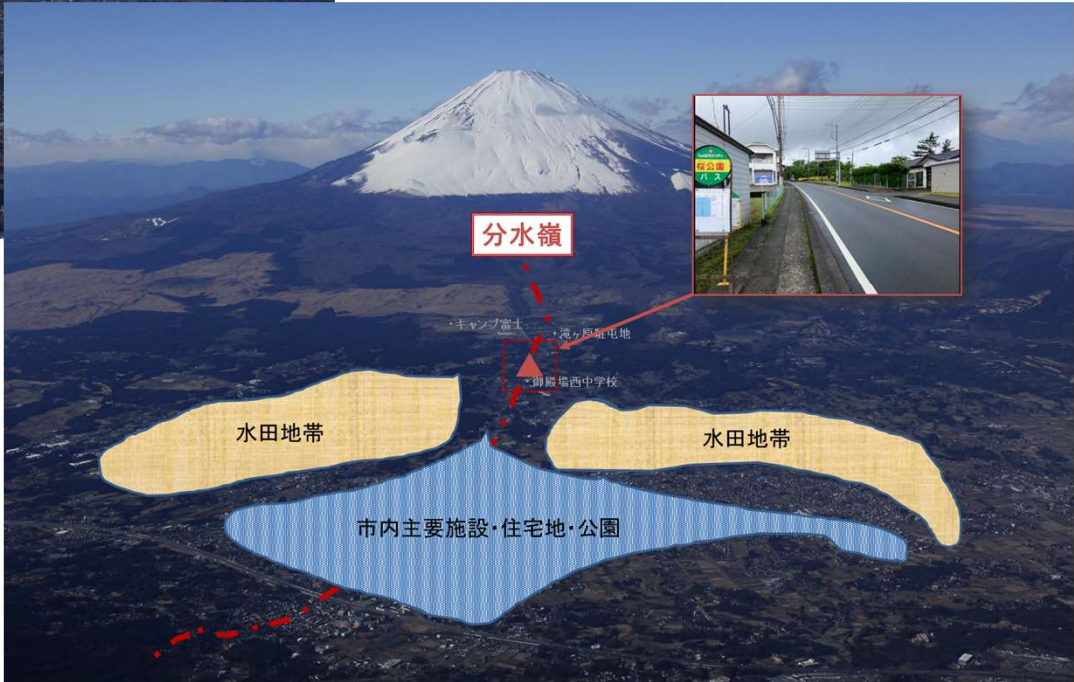 分水嶺
桜公園
バス
・キャンプ富士
・滝ヶ原駐屯地
・御殿場西中学校
水田地帯
水田地帯
市内主要施設・住宅地・公園